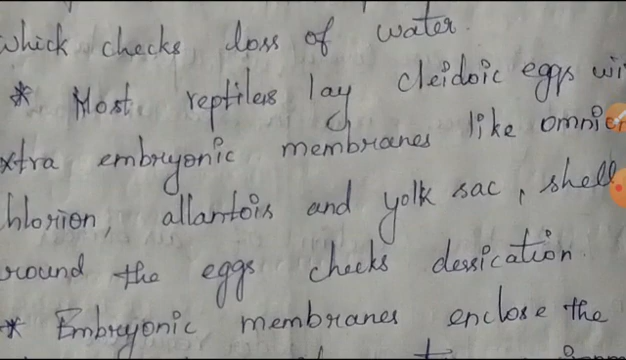 which checks loss of water.
* Most reptiles lay cleidoic eggs wi
xtra embryonic membranes like omnio
hlorion, allantois and yolk sac, shell
round the eggs checks dessication.
* Embryonic membranes enclose the